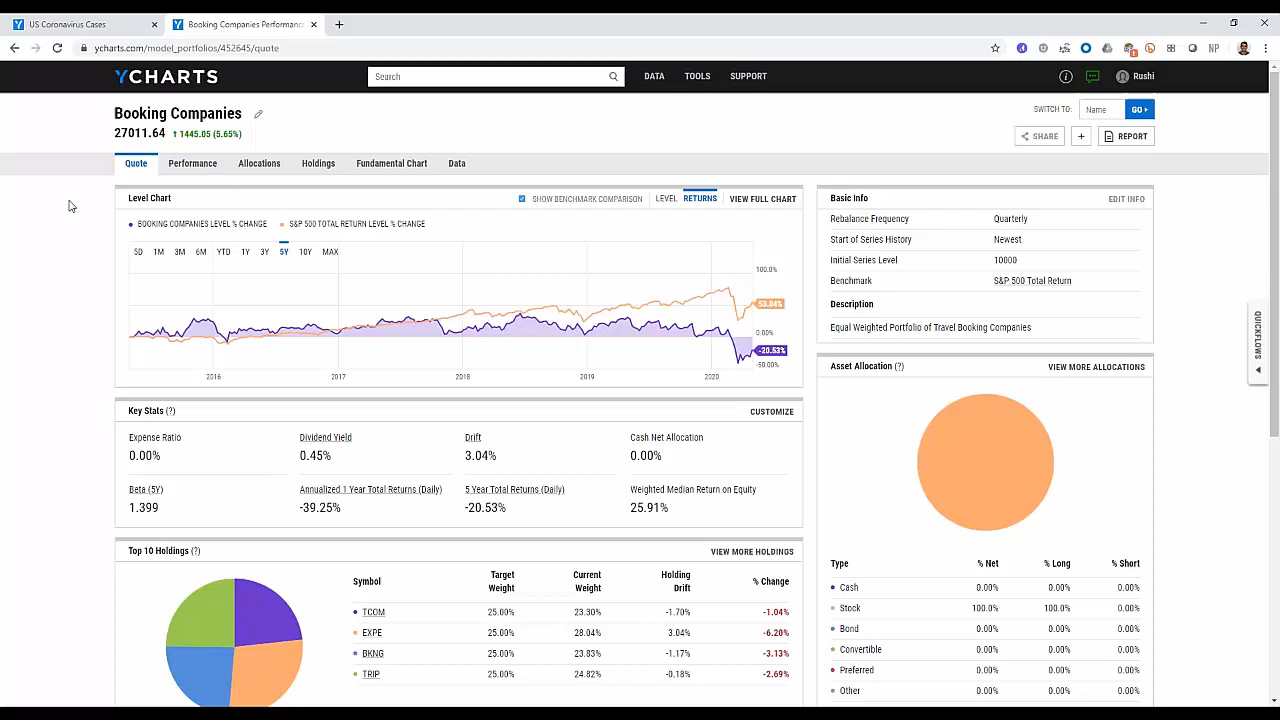 US Coronavirus Cases
Booking Companies Performanc
ycharts.com/model_portfolios/452645/quote
NP
YCHARTS
Search
DATA TOOLS SUPPORT
Rushi
Booking Companies
27011.64 ↑ 1445.05 (5.65%)
SWITCH TO: Name GO
SHARE + REPORT
Quote Performance Allocations Holdings Fundamental Chart Data
Level Chart SHOW BENCHMARK COMPARISON LEVEL RETURNS VIEW FULL CHART
BOOKING COMPANIES LEVEL % CHANGE S&P 500 TOTAL RETURN LEVEL % CHANGE
5D 1M 3M 6M YTD 1Y 3Y 5Y 10Y MAX
100.0%
53.04%
0.00%
-20.53%
-50.00%
2016 2017 2018 2019 2020
Basic Info EDIT INFO
Rebalance Frequency Quarterly
Start of Series History Newest
Initial Series Level 10000
Benchmark S&P 500 Total Return
Description
Equal Weighted Portfolio of Travel Booking Companies
QUICKFLOWS
Key Stats (?) CUSTOMIZE
Expense Ratio Dividend Yield Drift Cash Net Allocation
0.00% 0.45% 3.04% 0.00%
Beta (5Y) Annualized 1 Year Total Returns (Daily) 5 Year Total Returns (Daily) Weighted Median Return on Equity
1.399 -39.25% -20.53% 25.91%
Asset Allocation (?) VIEW MORE ALLOCATIONS
Type % Net % Long % Short
Cash 0.00% 0.00% 0.00%
Stock 100.0% 100.0% 0.00%
Bond 0.00% 0.00% 0.00%
Convertible 0.00% 0.00% 0.00%
Preferred 0.00% 0.00% 0.00%
Other 0.00% 0.00% 0.00%
Top 10 Holdings (?) VIEW MORE HOLDINGS
Symbol Target Weight Current Weight Holding Drift % Change
TCOM 25.00% 23.30% -1.70% -1.04%
EXPE 25.00% 28.04% 3.04% -6.20%
BKNG 25.00% 23.83% -1.17% -3.13%
TRIP 25.00% 24.82% -0.18% -2.69%